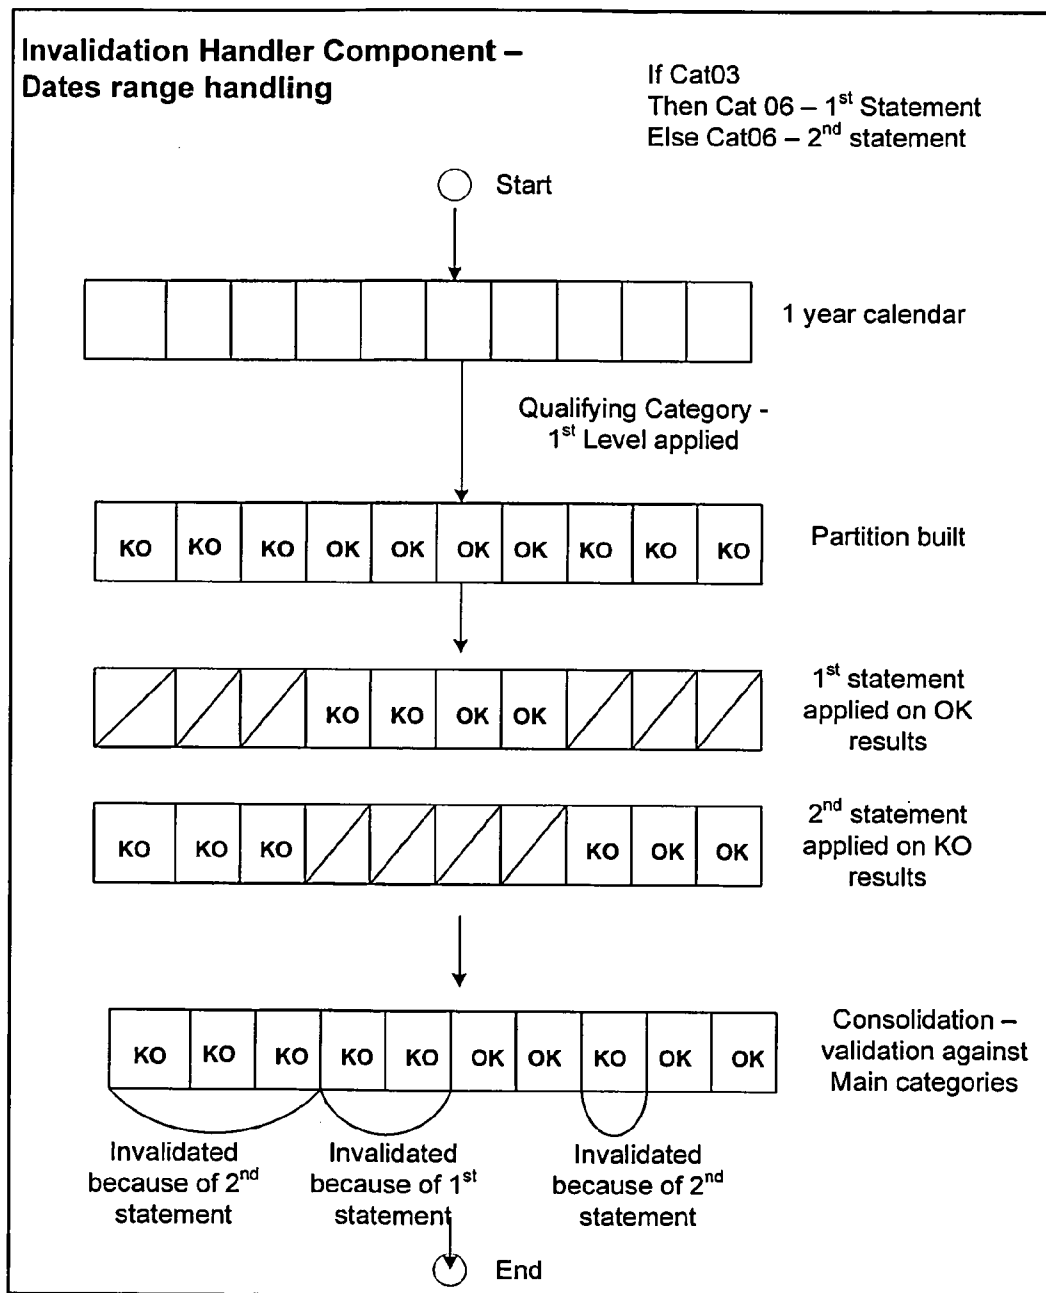 Invalidation Handler Component –
Dates range handling
If Cat03
Then Cat 06 – 1st Statement
Else Cat06 – 2nd statement
Start
1 year calendar
Qualifying Category -
1st Level applied
KO KO KO OK OK OK OK KO KO KO
Partition built
KO KO OK OK
1st statement
applied on OK
results
KO KO KO KO OK OK
2nd statement
applied on KO
results
KO KO KO KO KO OK OK KO OK OK
Consolidation –
validation against
Main categories
Invalidated
because of 2nd
statement
Invalidated
because of 1st
statement
Invalidated
because of 2nd
statement
End